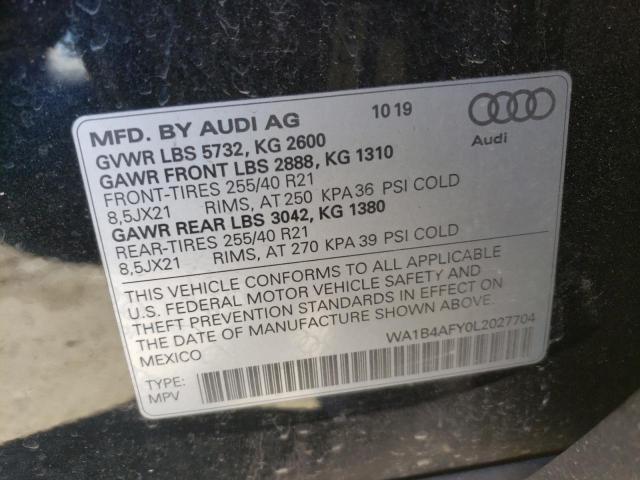 MFD. BY AUDI AG 10 19
Audi
GVWR LBS 5732, KG 2600
GAWR FRONT LBS 2888, KG 1310
FRONT-TIRES 255/40 R21
8,5JX21 RIMS, AT 250 KPA 36 PSI COLD
GAWR REAR LBS 3042, KG 1380
REAR-TIRES 255/40 R21
8,5JX21 RIMS, AT 270 KPA 39 PSI COLD
THIS VEHICLE CONFORMS TO ALL APPLICABLE
U.S. FEDERAL MOTOR VEHICLE SAFETY AND
THEFT PREVENTION STANDARDS IN EFFECT ON
THE DATE OF MANUFACTURE SHOWN ABOVE.
MEXICO
WA1B4AFY0L2027704
TYPE:
MPV